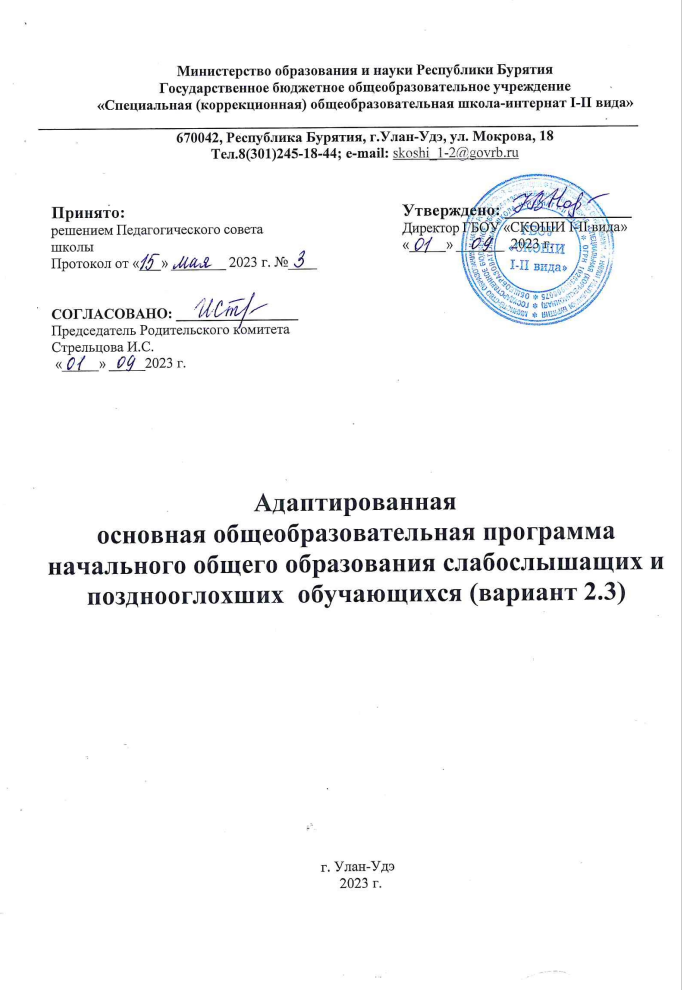 Министерство образования и науки Республики Бурятия
Государственное бюджетное общеобразовательное учреждение
«Специальная (коррекционная) общеобразовательная школа-интернат I-II вида»
670042, Республика Бурятия, г.Улан-Удэ, ул. Мокрова, 18
Тел.8(301)245-18-44; e-mail: skoshi_1-2@govrb.ru
Принято:
решением Педагогического совета
школы
Протокол от «15» мая 2023 г. № 3
СОГЛАСОВАНО:
Председатель Родительского комитета
Стрельцова И.С.
«01» 09 2023 г.
Утверждено:
Директор ГБОУ «СКОШИ I-II вида»
«01» 09 2023 г.
ГБОУ
«СКОШИ
I-II вида»
Адаптированная
основная общеобразовательная программа
начального общего образования слабослышащих и
позднооглохших обучающихся (вариант 2.3)
г. Улан-Удэ
2023 г.